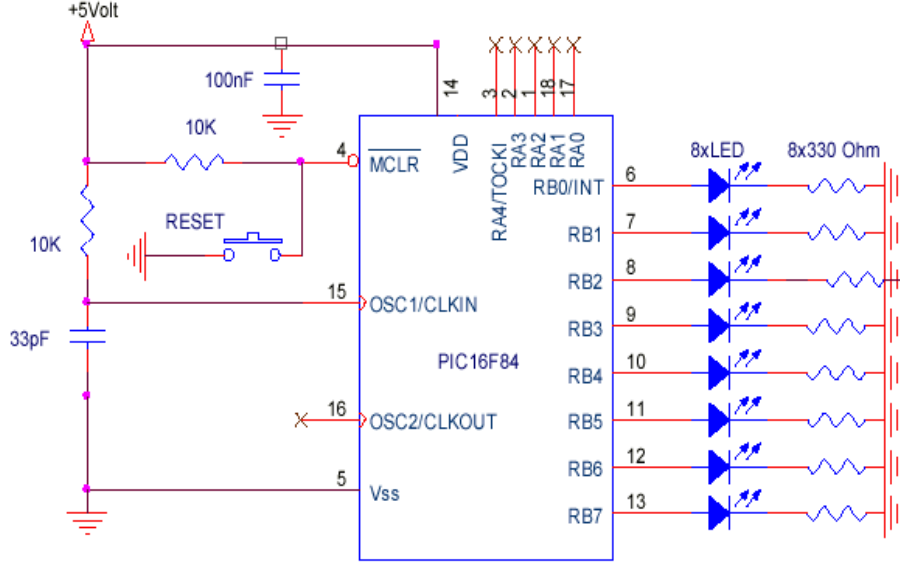 +5Volt
100nF
14
3
2
1
18
17
10K
4
MCLR
VDD
RA4/TOCKI
RA3
RA2
RA1
RA0
8xLED
8x330 Ohm
RB0/INT
6
RESET
RB1
7
10K
RB2
8
15
OSC1/CLKIN
RB3
9
33pF
PIC16F84
RB4
10
16
OSC2/CLKOUT
RB5
11
RB6
12
5
Vss
RB7
13